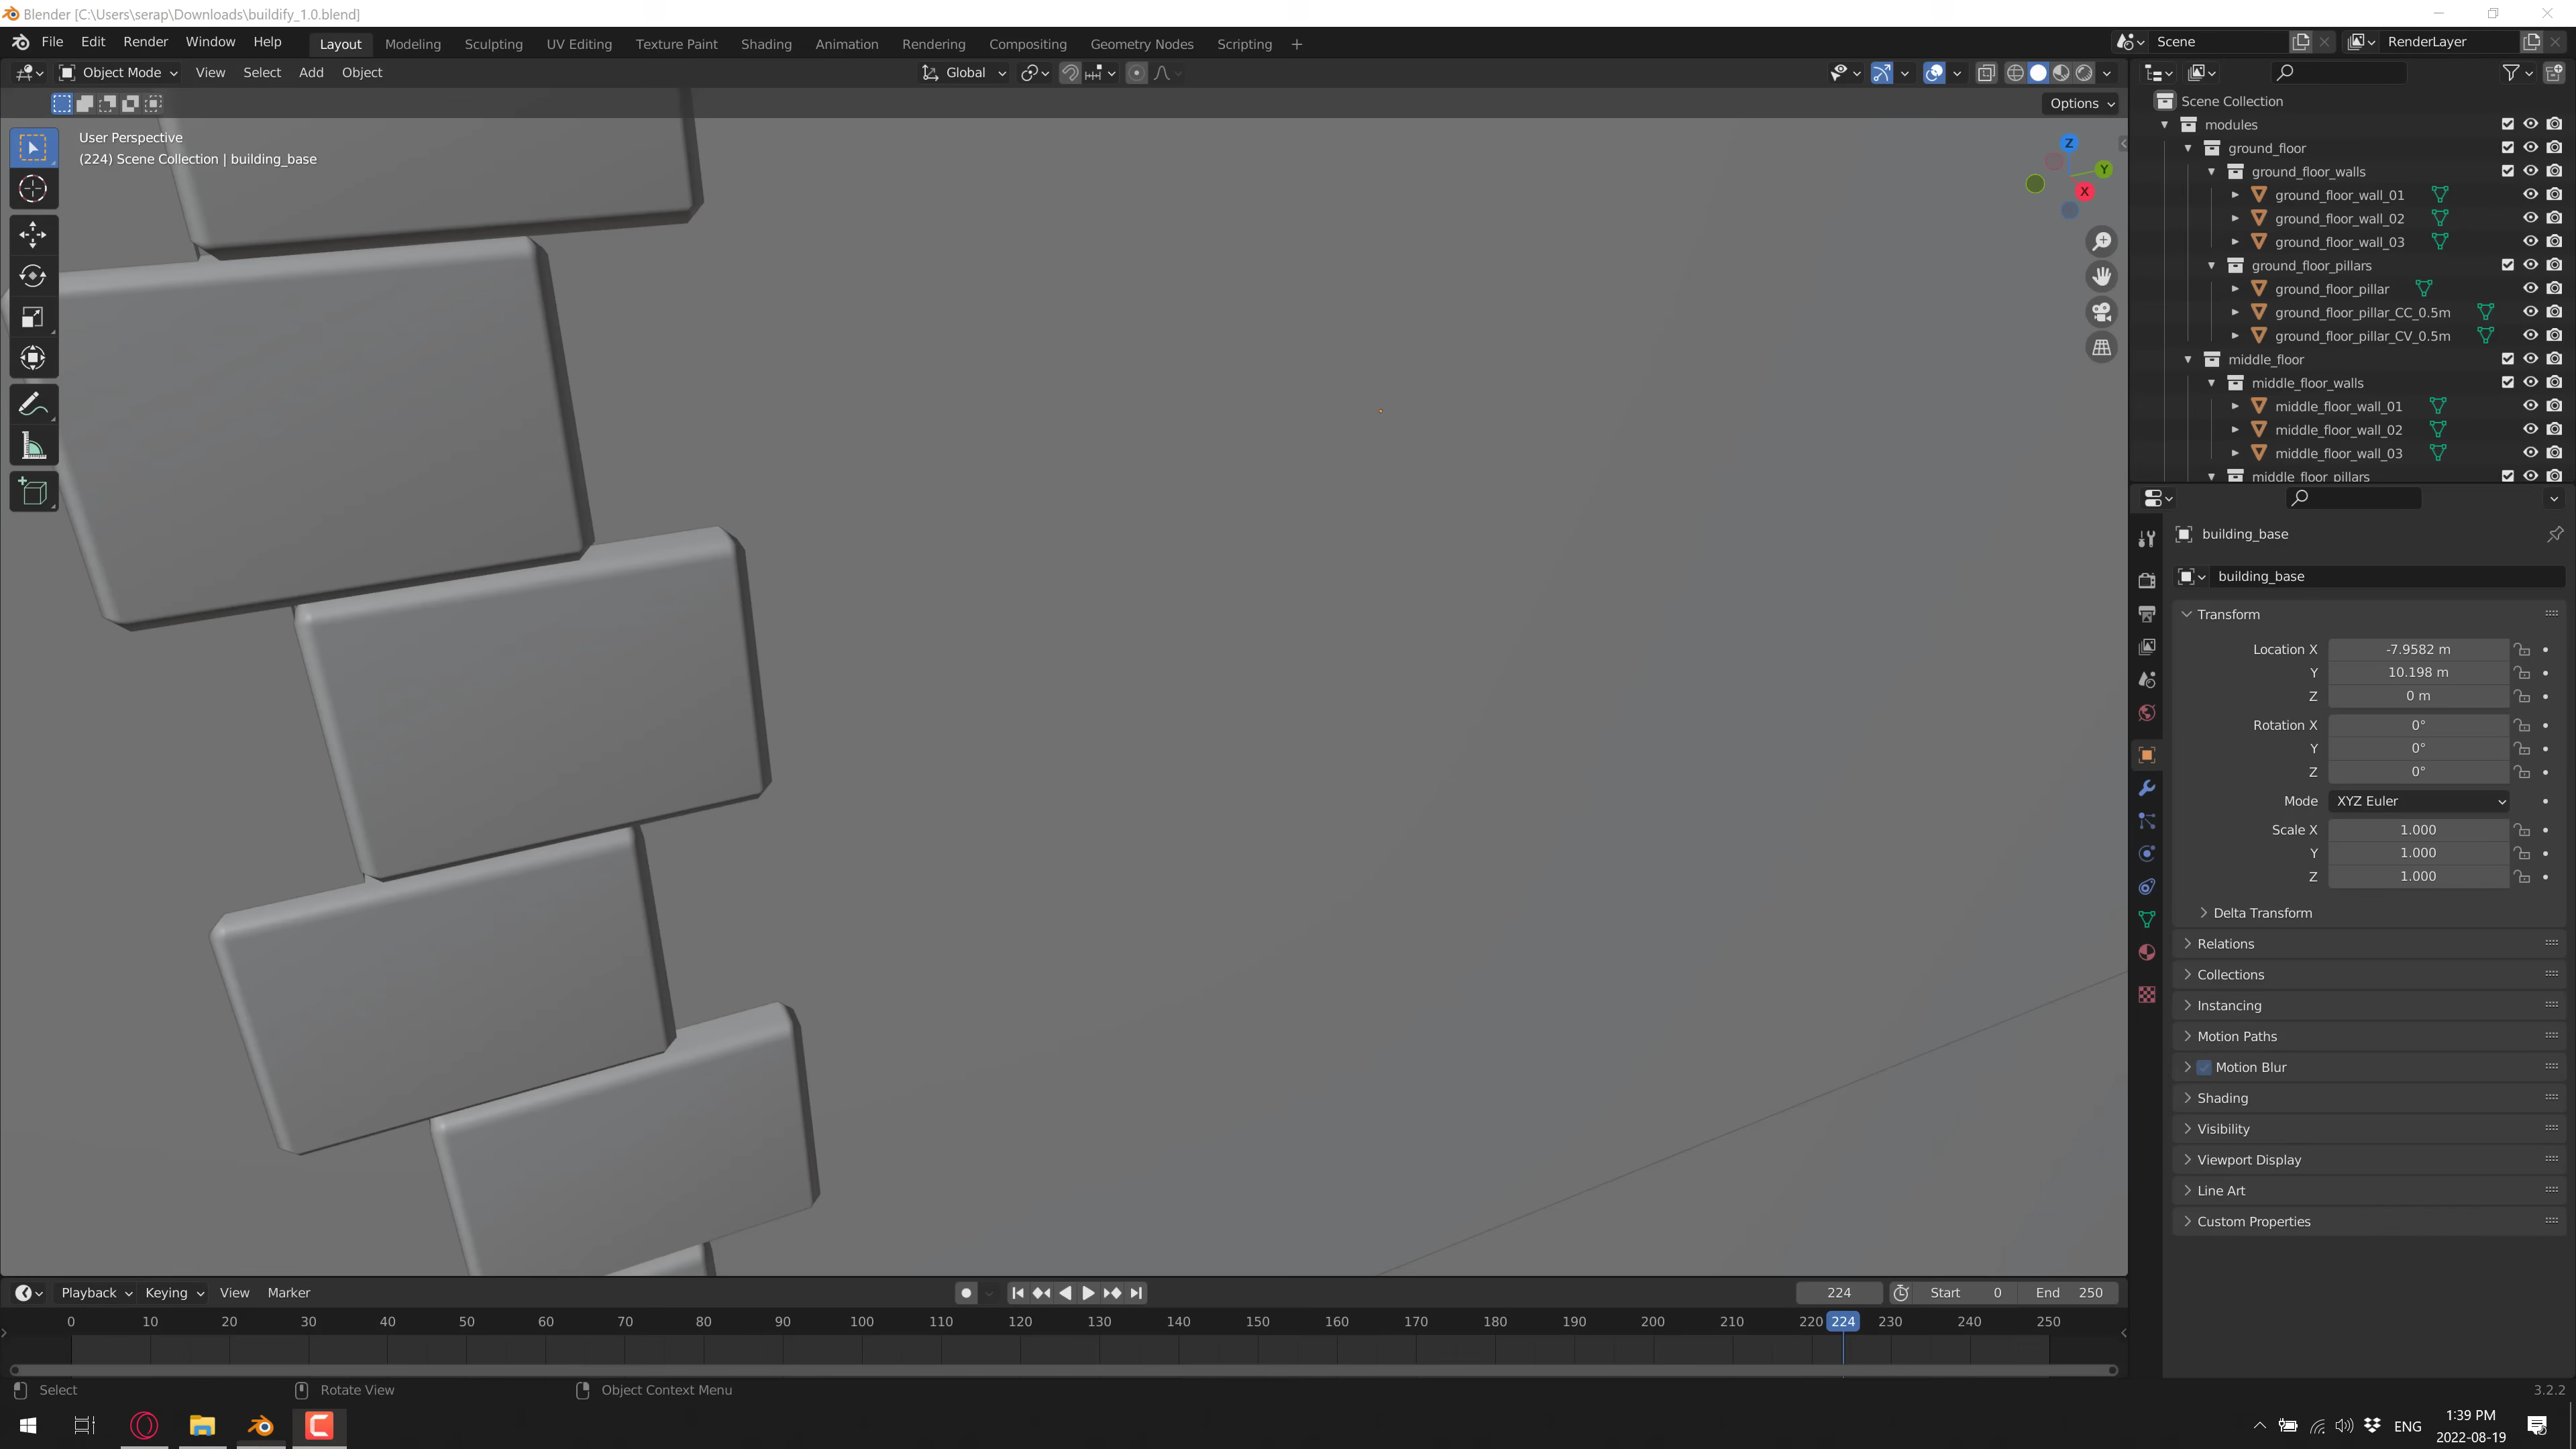 Blender [C:\Users\serap\Downloads\buildify_1.0.blend]
File Edit Render Window Help Layout Modeling Sculpting UV Editing Texture Paint Shading Animation Rendering Compositing Geometry Nodes Scripting + Scene RenderLayer
Object Mode View Select Add Object Global
Options
User Perspective
(224) Scene Collection | building_base
Z
Y
X
Scene Collection
modules
ground_floor
ground_floor_walls
ground_floor_wall_01
ground_floor_wall_02
ground_floor_wall_03
ground_floor_pillars
ground_floor_pillar
ground_floor_pillar_CC_0.5m
ground_floor_pillar_CV_0.5m
middle_floor
middle_floor_walls
middle_floor_wall_01
middle_floor_wall_02
middle_floor_wall_03
middle_floor_pillars
building_base
building_base
Transform
Location X -7.9582 m
Y 10.198 m
Z 0 m
Rotation X 0°
Y 0°
Z 0°
Mode XYZ Euler
Scale X 1.000
Y 1.000
Z 1.000
Delta Transform
Relations
Collections
Instancing
Motion Paths
Motion Blur
Shading
Visibility
Viewport Display
Line Art
Custom Properties
Playback Keying View Marker 224 Start 0 End 250
0 10 20 30 40 50 60 70 80 90 100 110 120 130 140 150 160 170 180 190 200 210 220 224 230 240 250
Select Rotate View Object Context Menu 3.2.2
ENG
1:39 PM
2022-08-19